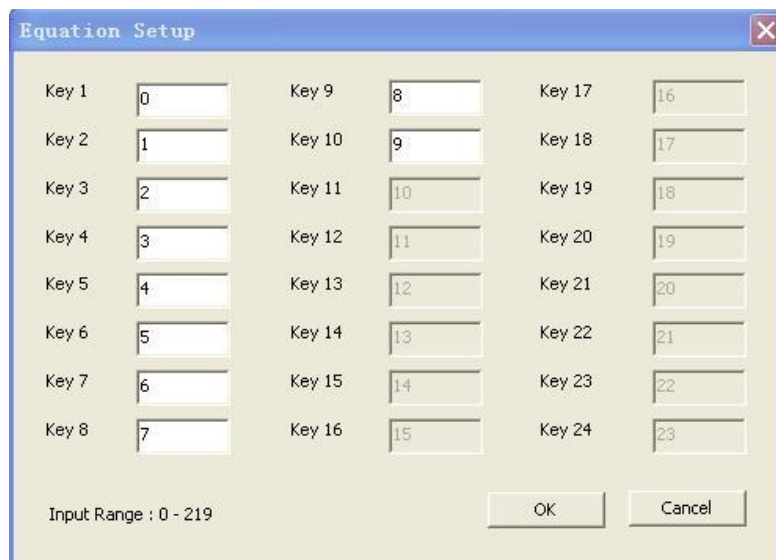 Equation Setup
Key 1 0 Key 9 8 Key 17 16
Key 2 1 Key 10 9 Key 18 17
Key 3 2 Key 11 10 Key 19 18
Key 4 3 Key 12 11 Key 20 19
Key 5 4 Key 13 12 Key 21 20
Key 6 5 Key 14 13 Key 22 21
Key 7 6 Key 15 14 Key 23 22
Key 8 7 Key 16 15 Key 24 23
Input Range : 0 - 219 OK Cancel